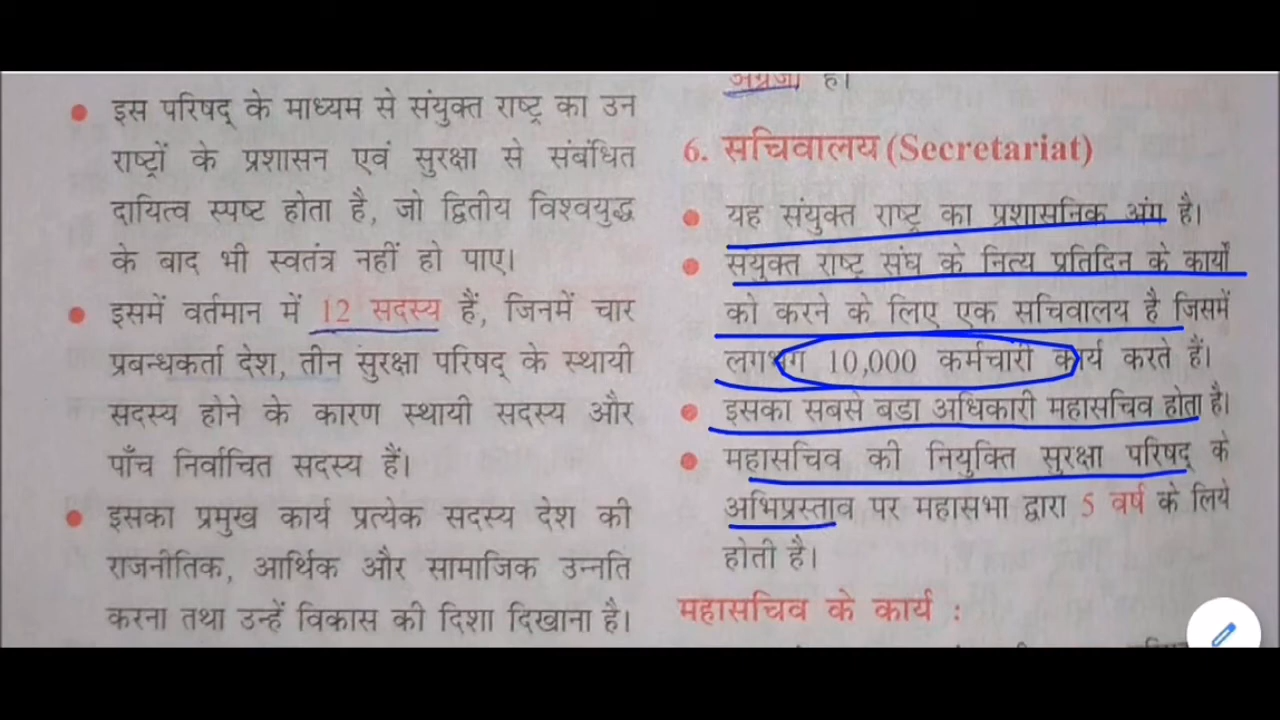 इस परिषद् के माध्यम से संयुक्त राष्ट्र का उन
राष्ट्रों के प्रशासन एवं सुरक्षा से संबंधित
दायित्व स्पष्ट होता है, जो द्वितीय विश्वयुद्ध
के बाद भी स्वतंत्र नहीं हो पाए।
इसमें वर्तमान में 12 सदस्य हैं, जिनमें चार
प्रबन्धकर्ता देश, तीन सुरक्षा परिषद् के स्थायी
सदस्य होने के कारण स्थायी सदस्य और
पाँच निर्वाचित सदस्य हैं।
इसका प्रमुख कार्य प्रत्येक सदस्य देश की
राजनीतिक, आर्थिक और सामाजिक उन्नति
करना तथा उन्हें विकास की दिशा दिखाना है।
अंग्रेजी है।
6. सचिवालय (Secretariat)
यह संयुक्त राष्ट्र का प्रशासनिक अंग है।
संयुक्त राष्ट्र संघ के नित्य प्रतिदिन के कार्यों
को करने के लिए एक सचिवालय है जिसमें
लगभग 10,000 कर्मचारी कार्य करते हैं।
इसका सबसे बडा अधिकारी महासचिव होता है।
महासचिव की नियुक्ति सुरक्षा परिषद् के
अभिप्रस्ताव पर महासभा द्वारा 5 वर्ष के लिये
होती है।
महासचिव के कार्य :